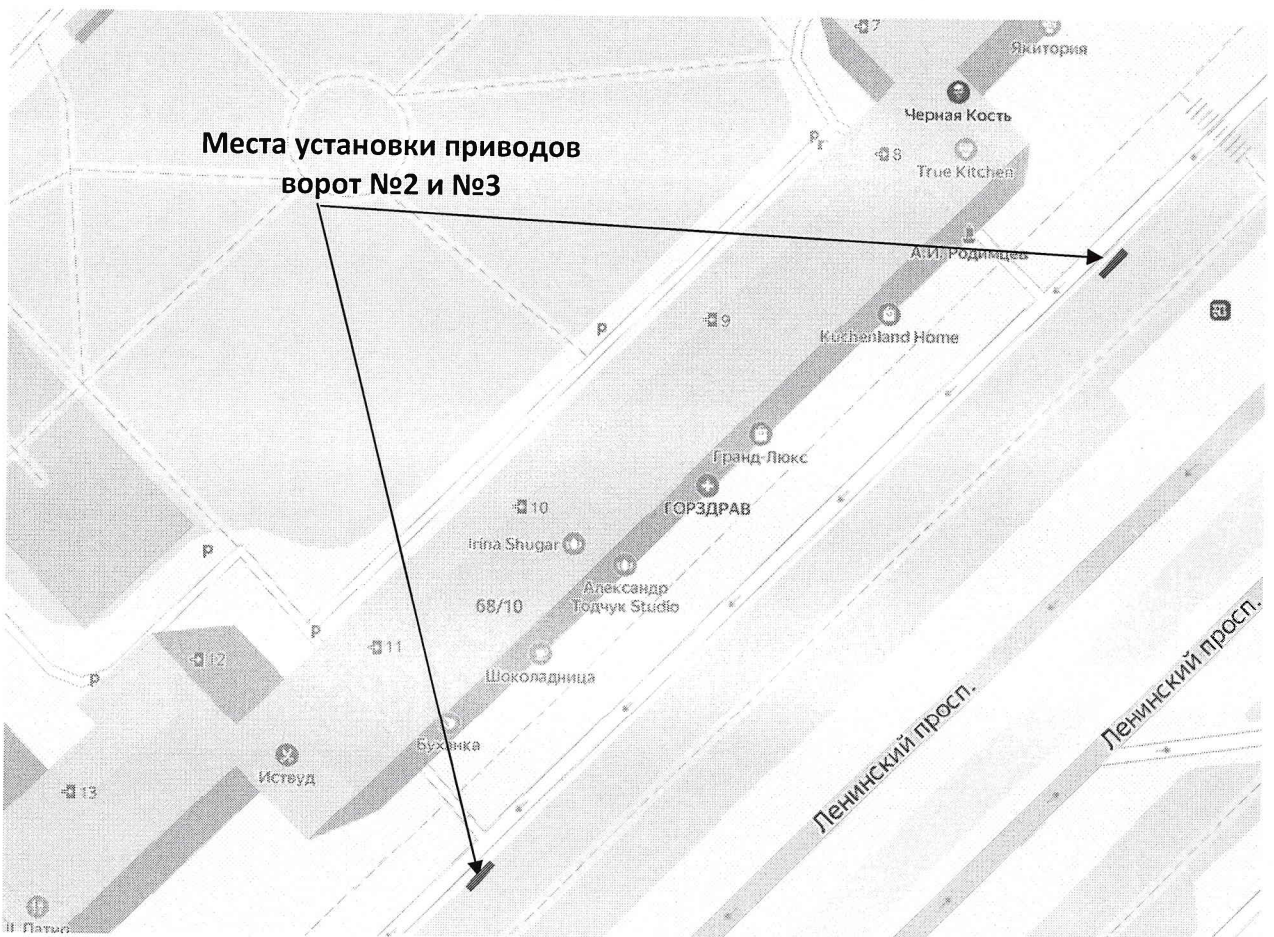 7
Якитория
Черная Кость
Места установки приводов
ворот №2 и №3
P
8
True Kitchen
А.И. Родимцев
P
9
Kuchenland Home
Гранд-Люкс
10
ГОРЗДРАВ
Irina Shugar
P
Александр
Тодчук Studio
68/10
P
11
12
Шоколадница
P
Буханка
Иствуд
13
Ленинский просп.
Ленинский просп.
IL Патио